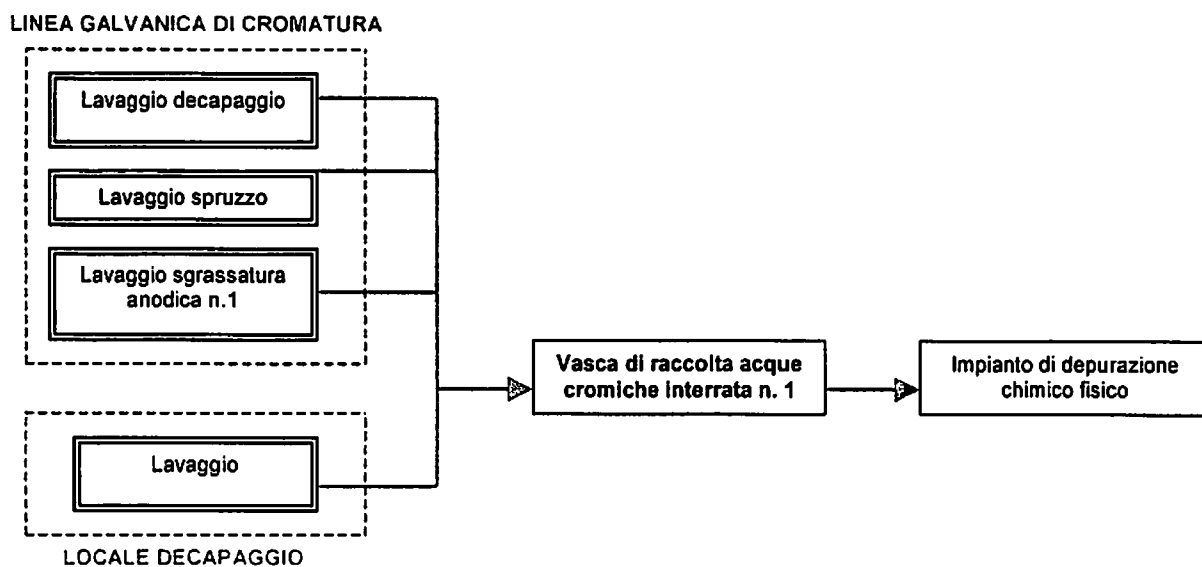 LINEA GALVANICA DI CROMATURA
Lavaggio decapaggio
Lavaggio spruzzo
Lavaggio sgrassatura
anodica n.1
Vasca di raccolta acque
cromiche interrata n. 1
Impianto di depurazione
chimico fisico
Lavaggio
LOCALE DECAPAGGIO